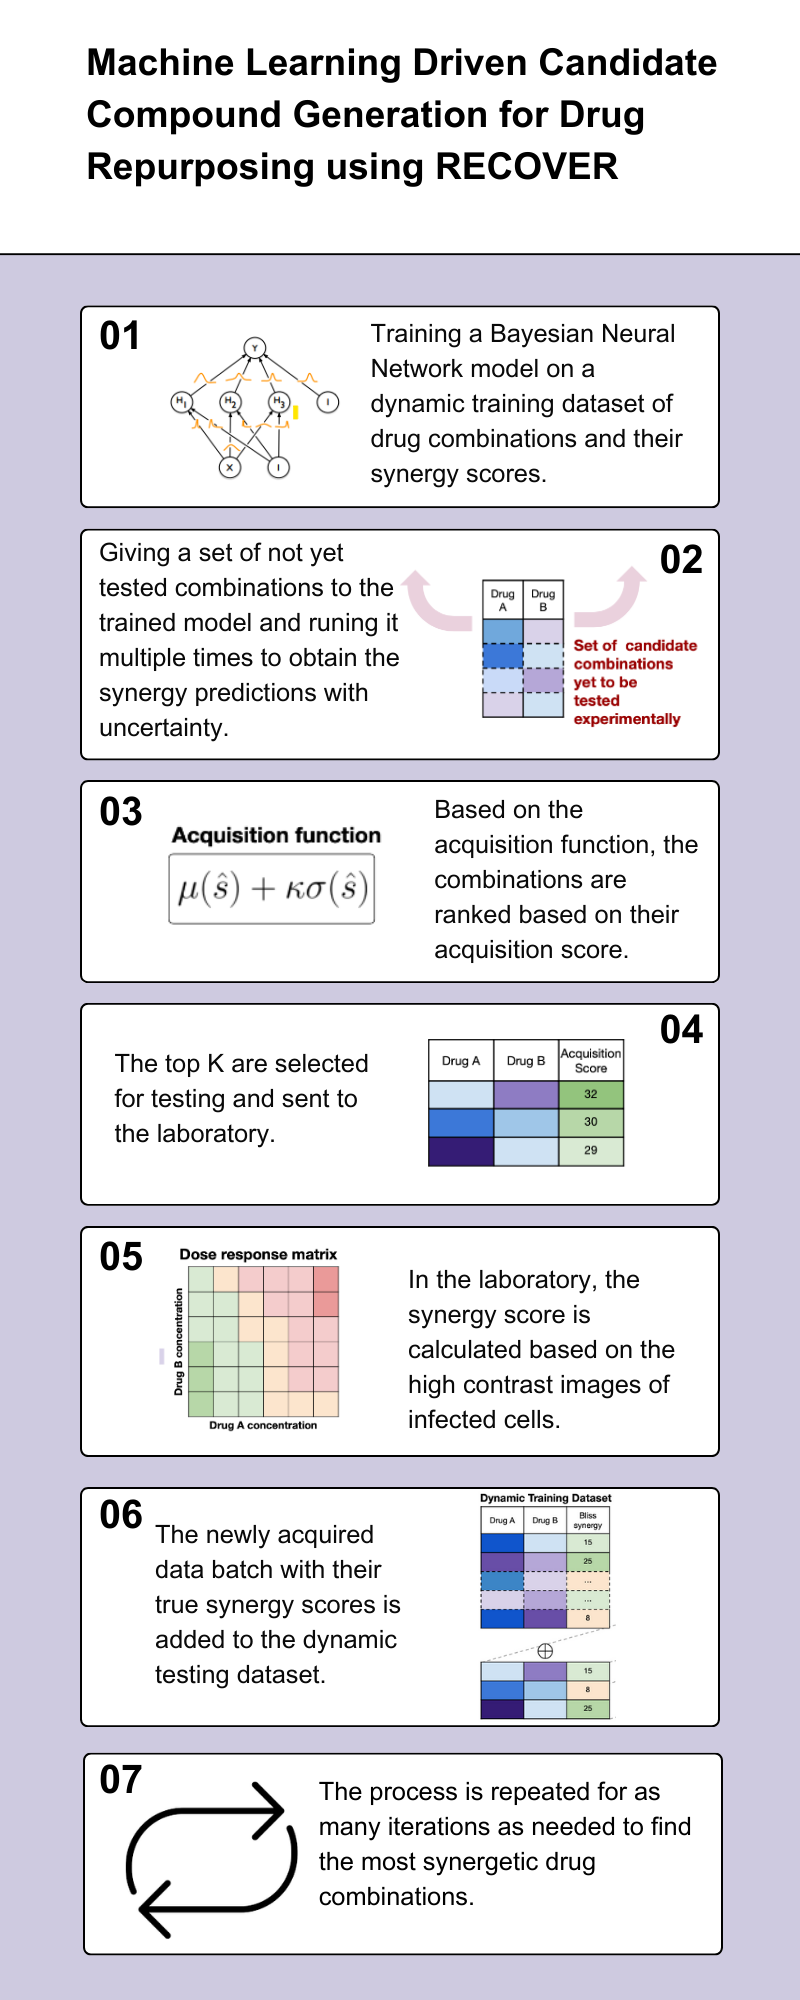 Machine Learning Driven Candidate
Compound Generation for Drug
Repurposing using RECOVER
01
Y
H1
H2
H3
I
X
I
Training a Bayesian Neural
Network model on a
dynamic training dataset of
drug combinations and their
synergy scores.
Giving a set of not yet
tested combinations to the
trained model and runing it
multiple times to obtain the
synergy predictions with
uncertainty.
02
Drug A
Drug B
Set of candidate
combinations
yet to be
tested
experimentally
03
Acquisition function
μ(ŝ) + κσ(ŝ)
Based on the
acquisition function, the
combinations are
ranked based on their
acquisition score.
04
The top K are selected
for testing and sent to
the laboratory.
Drug A
Drug B
Acquisition
Score
32
30
29
05
Dose response matrix
Drug B concentration
Drug A concentration
In the laboratory, the
synergy score is
calculated based on the
high contrast images of
infected cells.
06
The newly acquired
data batch with their
true synergy scores is
added to the dynamic
testing dataset.
Dynamic Training Dataset
Drug A
Drug B
Bliss
synergy
15
25
...
...
8
⊕
15
8
25
07
The process is repeated for as
many iterations as needed to find
the most synergetic drug
combinations.